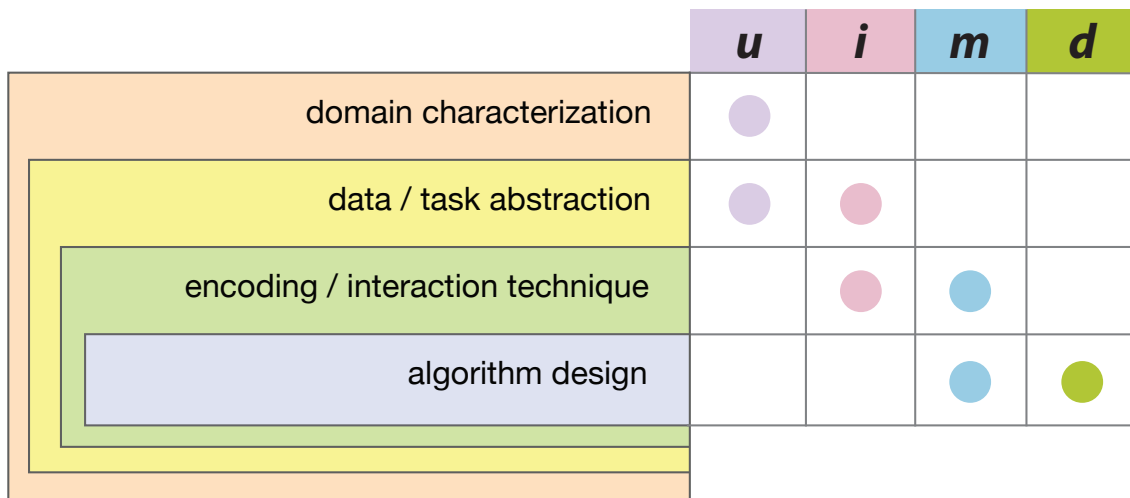 u i m d
domain characterization
data / task abstraction
encoding / interaction technique
algorithm design